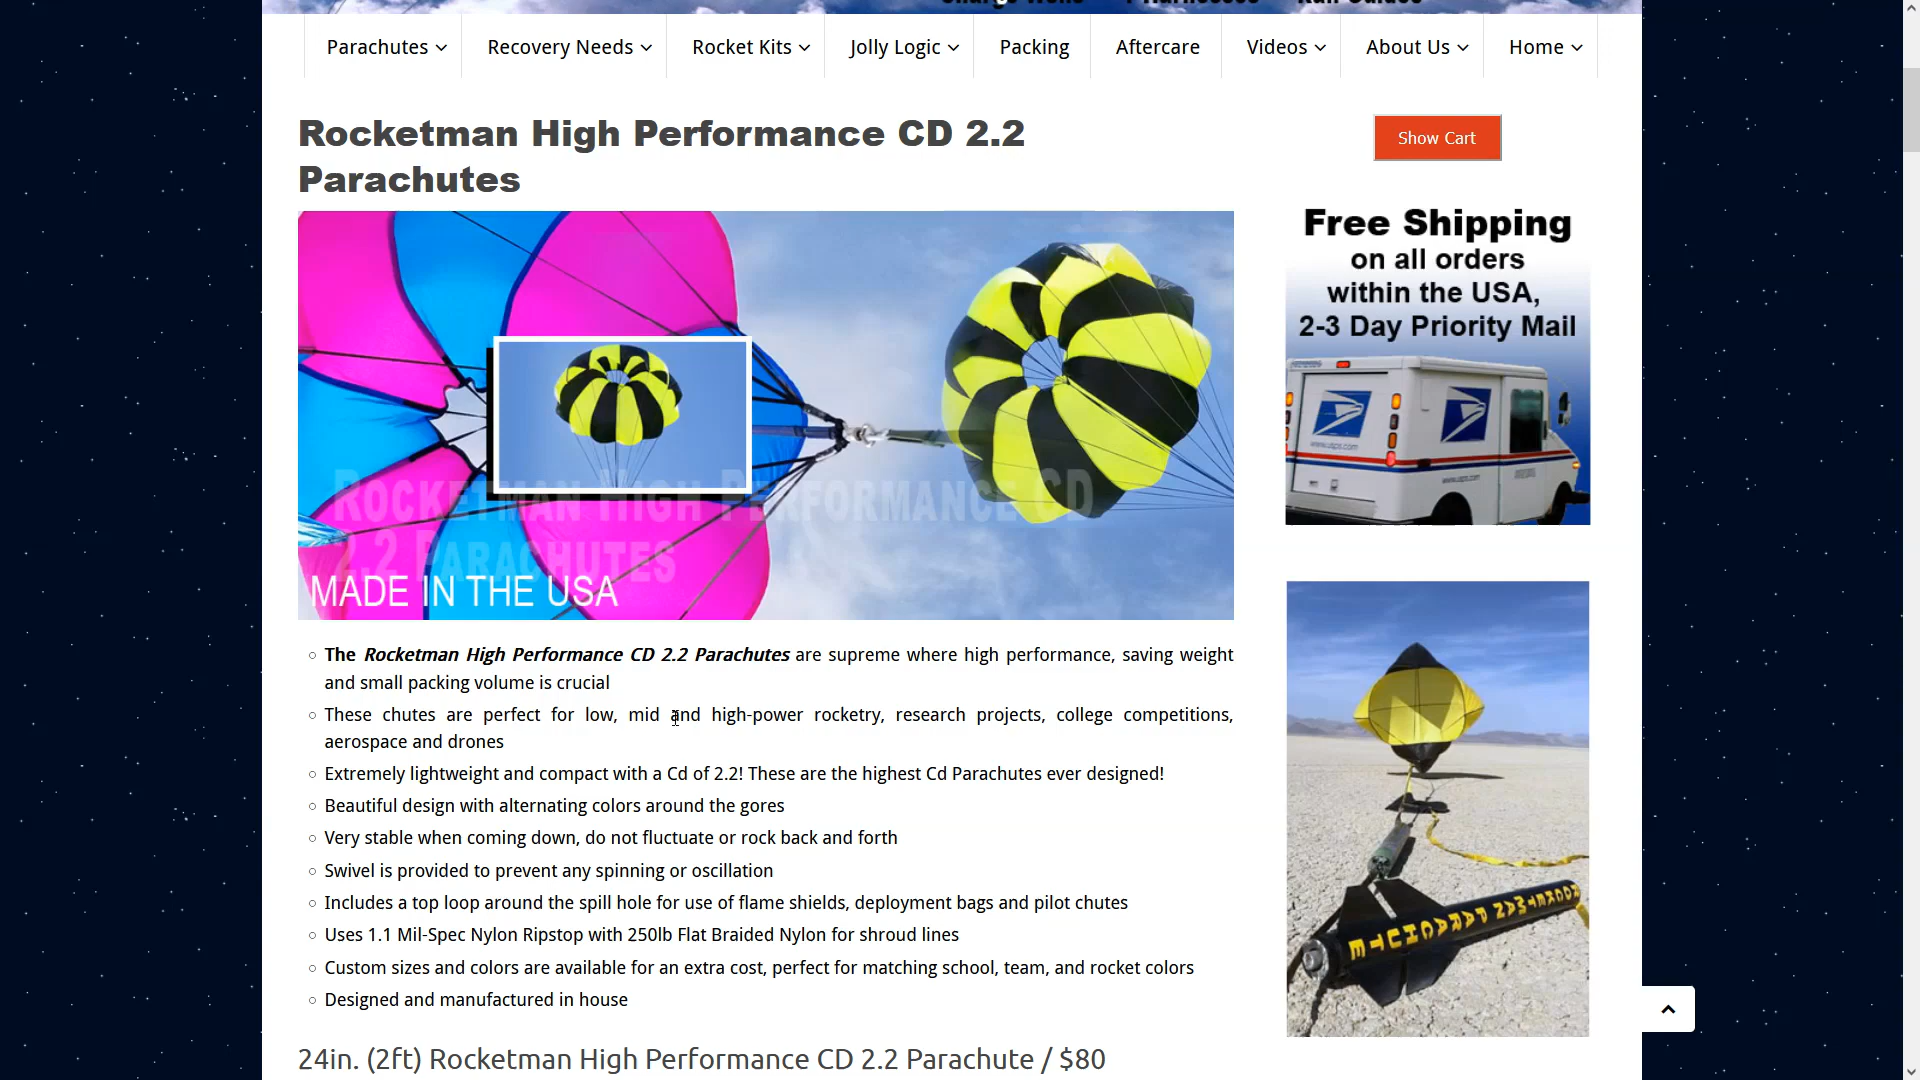 Parachutes Recovery Needs Rocket Kits Jolly Logic Packing Aftercare Videos About Us Home
Rocketman High Performance CD 2.2
Parachutes
Show Cart
ROCKETMAN HIGH PERFORMANCE CD
2.2 PARACHUTES
MADE IN THE USA
Free Shipping
on all orders
within the USA,
2-3 Day Priority Mail
The Rocketman High Performance CD 2.2 Parachutes are supreme where high performance, saving weight
and small packing volume is crucial
These chutes are perfect for low, mid and high-power rocketry, research projects, college competitions,
aerospace and drones
Extremely lightweight and compact with a Cd of 2.2! These are the highest Cd Parachutes ever designed!
Beautiful design with alternating colors around the gores
Very stable when coming down, do not fluctuate or rock back and forth
Swivel is provided to prevent any spinning or oscillation
Includes a top loop around the spill hole for use of flame shields, deployment bags and pilot chutes
Uses 1.1 Mil-Spec Nylon Ripstop with 250lb Flat Braided Nylon for shroud lines
Custom sizes and colors are available for an extra cost, perfect for matching school, team, and rocket colors
Designed and manufactured in house
ROCKETMAN PARACHUTE
24in. (2ft) Rocketman High Performance CD 2.2 Parachute / $80